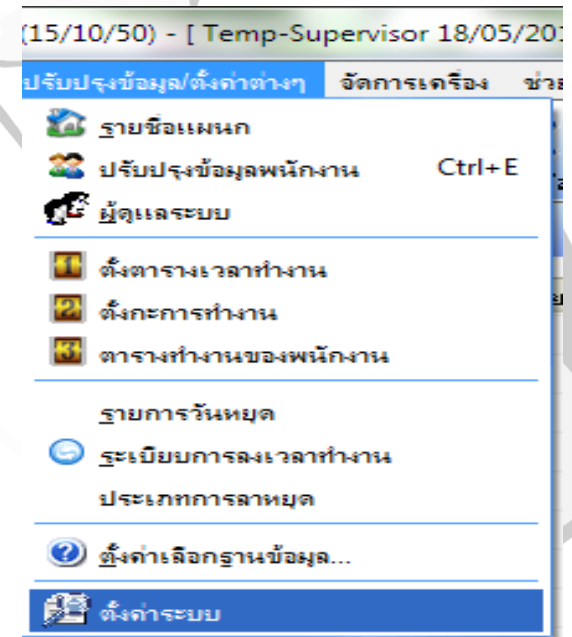 (15/10/50) - [ Temp-Supervisor 18/05/201
ปรับปรุงข้อมูล/ตั้งค่าต่างๆ จัดการเครื่อง ช่วย
รายชื่อแผนก
ปรับปรุงข้อมูลพนักงาน Ctrl+E
ผู้ดูแลระบบ
1 ตั้งตารางเวลาทำงาน
2 ตั้งกะการทำงาน
3 ตารางทำงานของพนักงาน
รายการวันหยุด
ระเบียบการลงเวลาทำงาน
ประเภทการลาหยุด
ตั้งค่าเลือกฐานข้อมูล...
ตั้งค่าระบบ